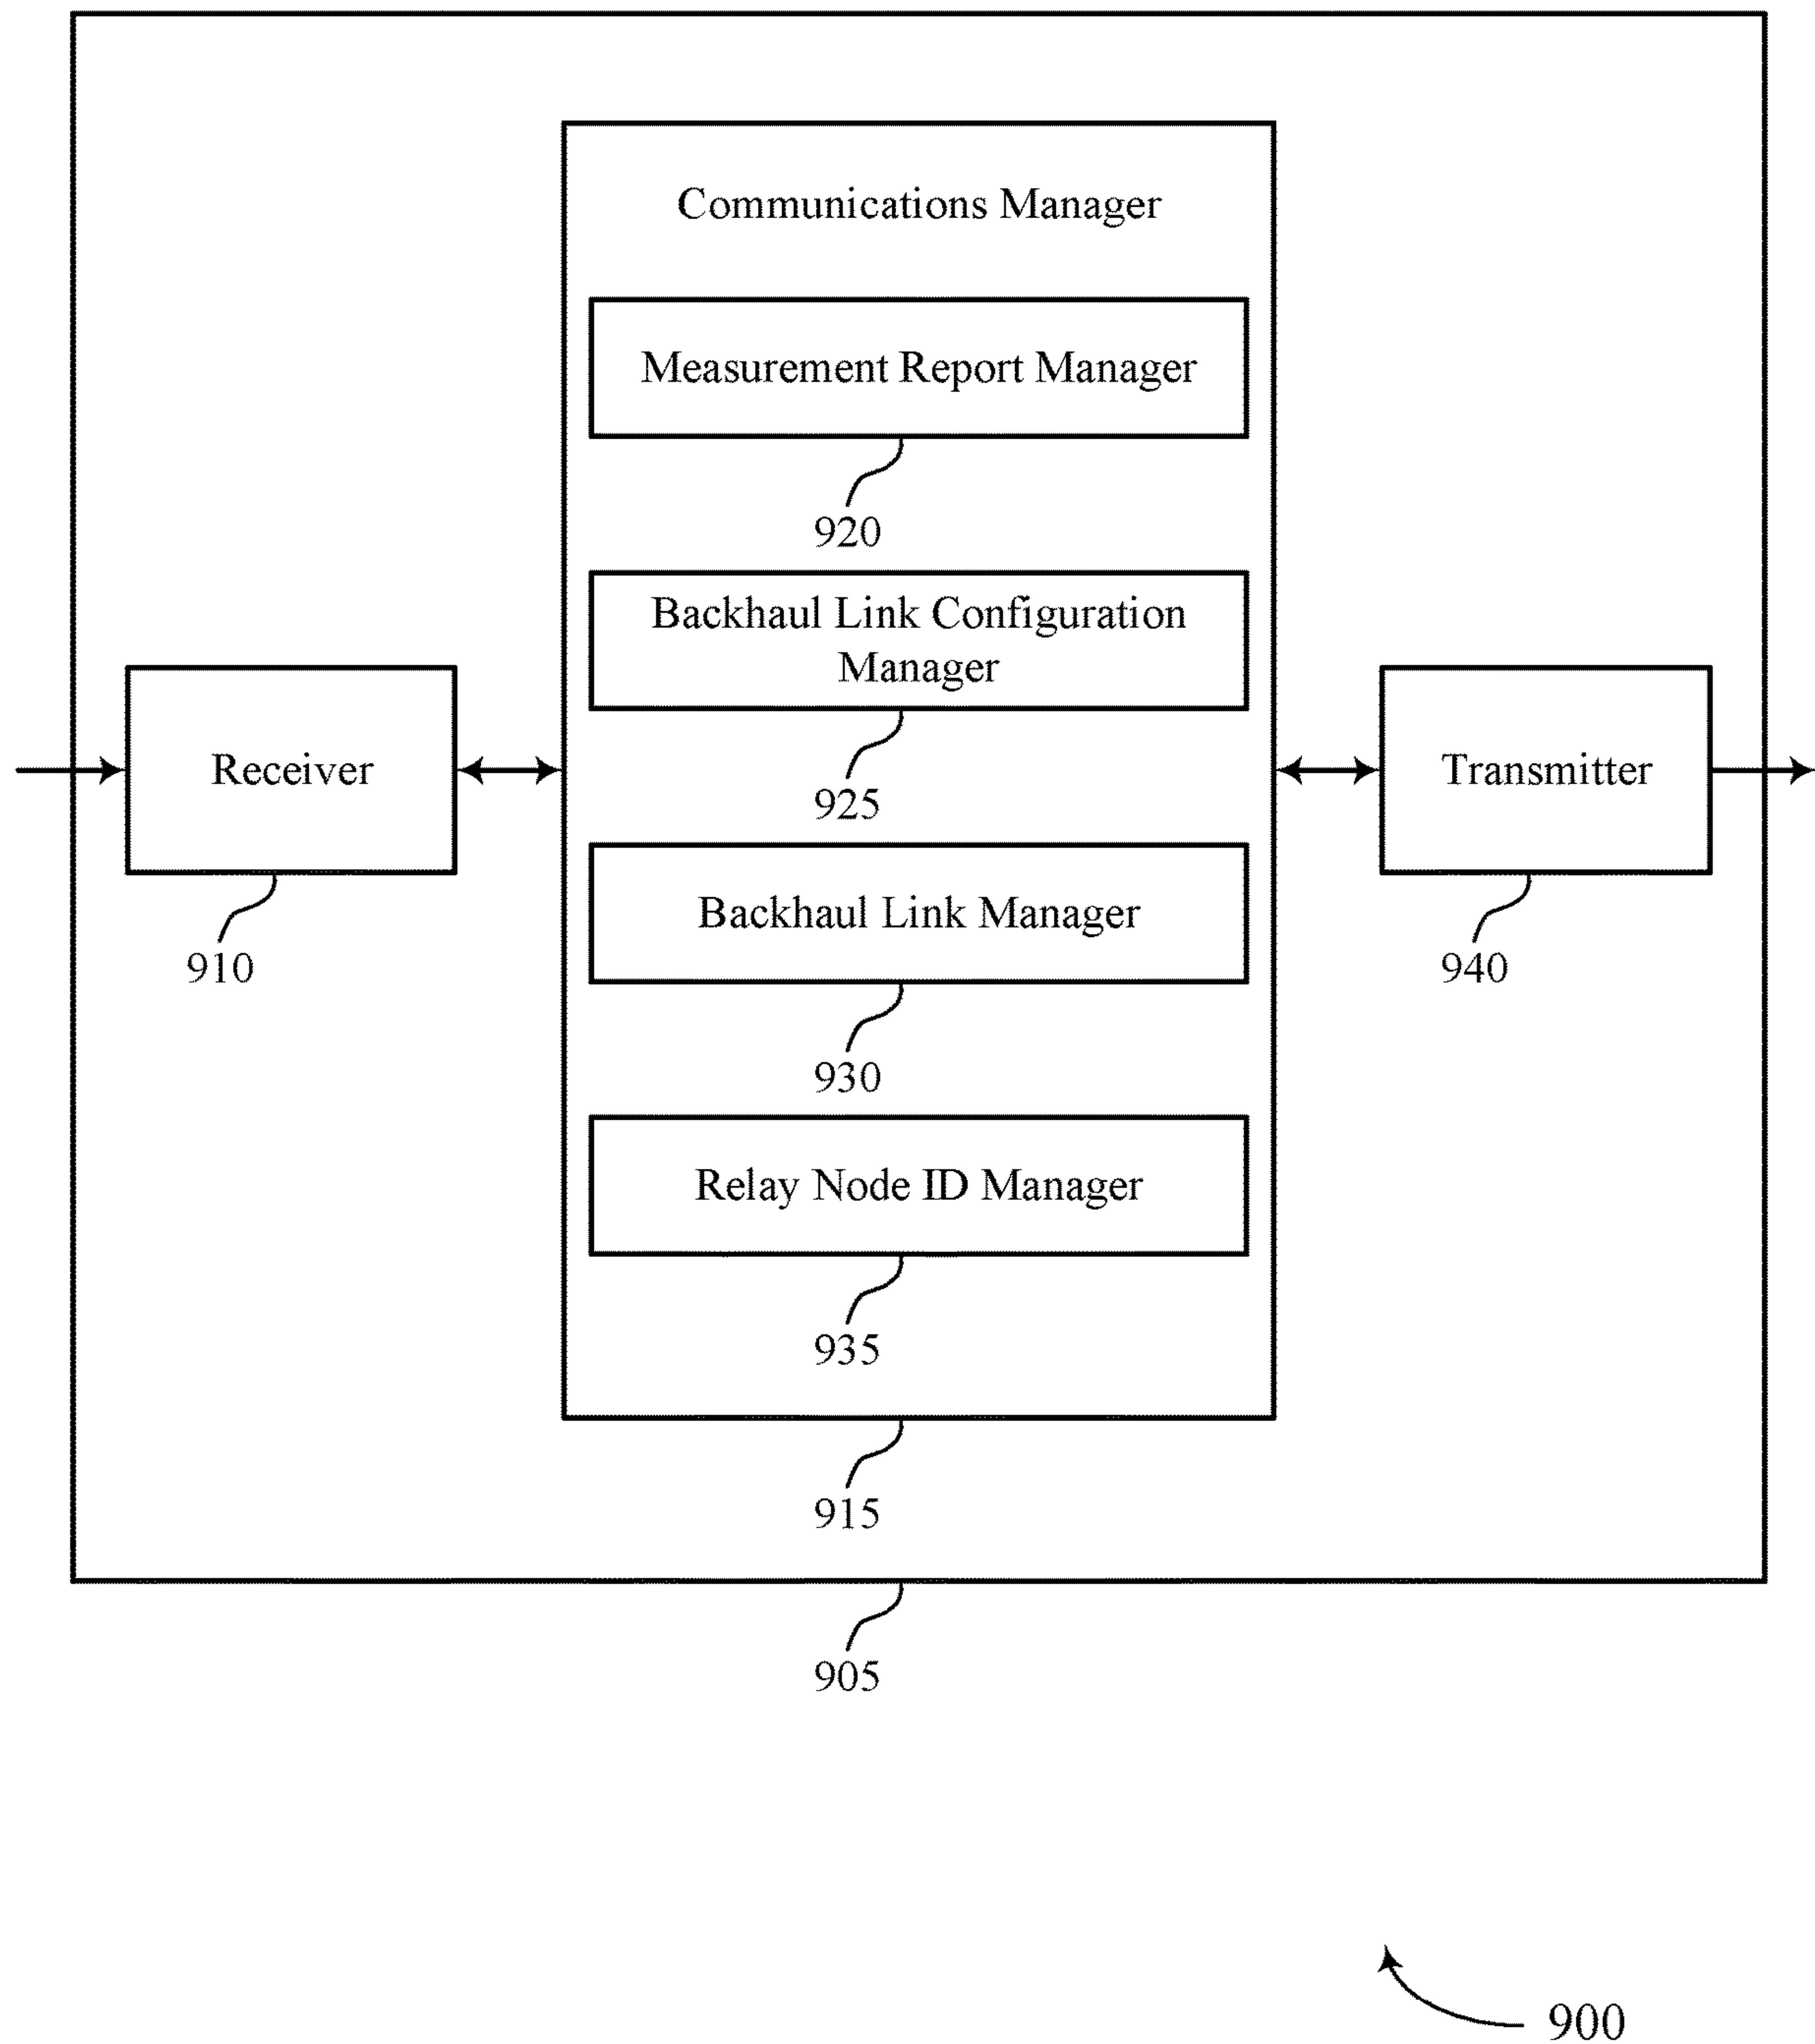 Communications Manager
Measurement Report Manager
920
Backhaul Link Configuration
Manager
925
Receiver
910
Transmitter
940
Backhaul Link Manager
930
Relay Node ID Manager
935
915
905
900